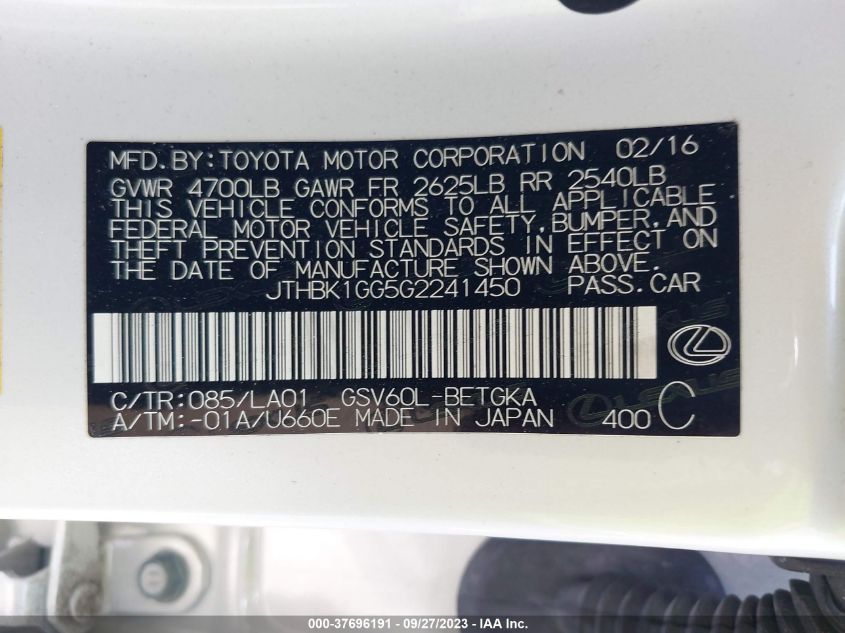 MFD.BY:TOYOTA MOTOR CORPORATION 02/16
GVWR 4700LB GAWR FR 2625LB RR 2540LB
THIS VEHICLE CONFORMS TO ALL APPLICABLE
FEDERAL MOTOR VEHICLE SAFETY,BUMPER,AND
THEFT PREVENTION STANDARDS IN EFFECT ON
THE DATE OF MANUFACTURE SHOWN ABOVE.
JTHBK1GG5G2241450 PASS.CAR
C/TR:085/LA01 GSV60L-BETGKA
A/TM:-01A/U660E MADE IN JAPAN 400 C
LEXUS
000-37696191 - 09/27/2023 - IAA Inc.